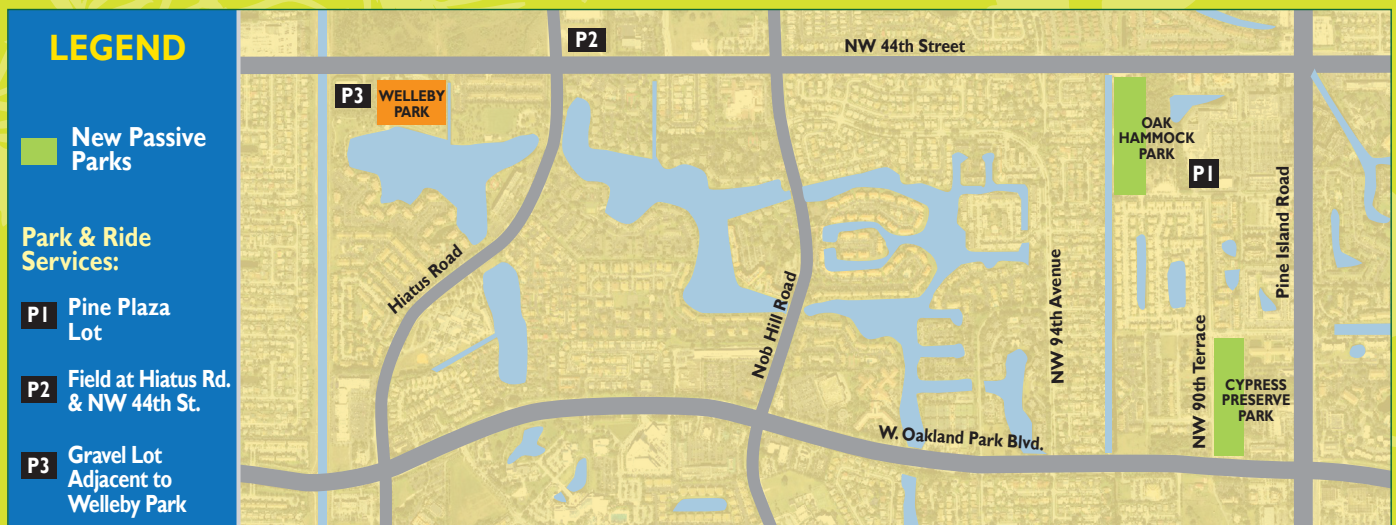 LEGEND
New Passive
Parks
Park & Ride
Services:
P1 Pine Plaza
Lot
P2 Field at Hiatus Rd.
& NW 44th St.
P3 Gravel Lot
Adjacent to
Welleby Park
P2
NW 44th Street
P3
WELLEBY
PARK
OAK
HAMMOCK
PARK
P1
Pine Island Road
Hiatus Road
Nob Hill Road
NW 94th Avenue
NW 90th Terrace
CYPRESS
PRESERVE
PARK
W. Oakland Park Blvd.